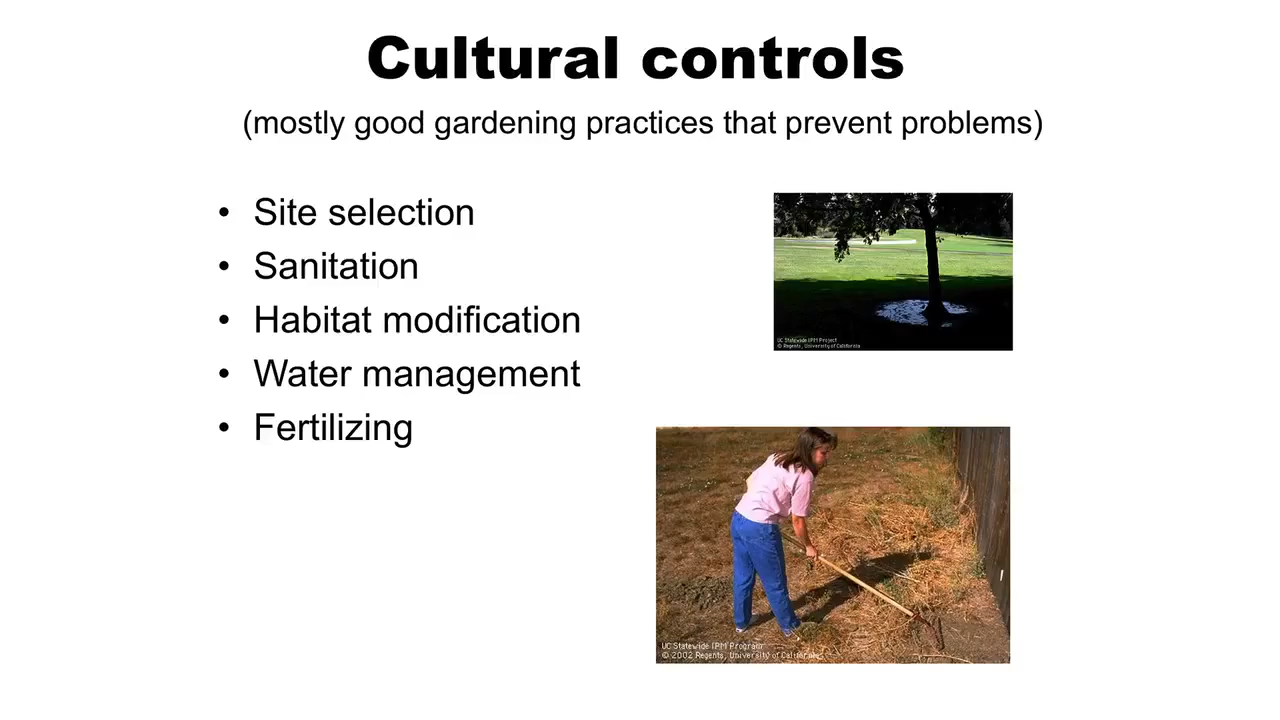 Cultural controls
(mostly good gardening practices that prevent problems)
• Site selection
• Sanitation
• Habitat modification
• Water management
• Fertilizing
UC Statewide IPM Project
© Regents, University of California
UC Statewide IPM Program
© 2002 Regents, University of California